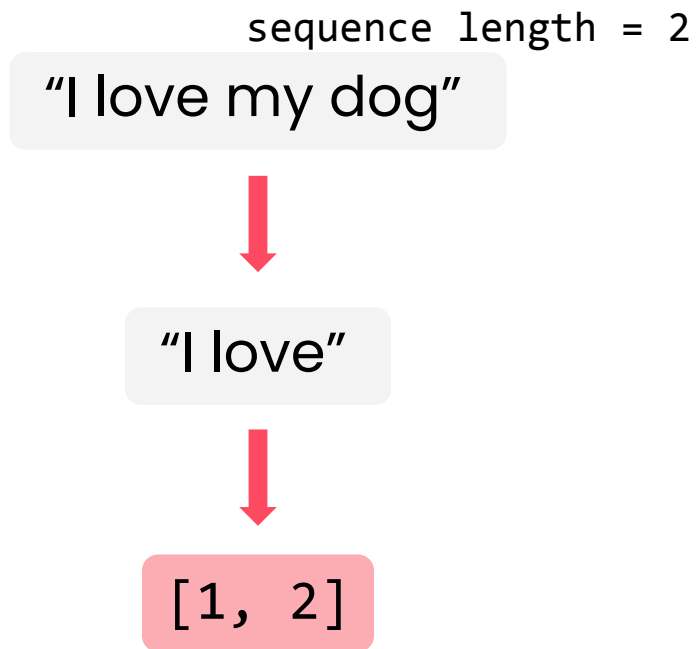 sequence length = 2
“I love my dog”
“I love”
[1, 2]